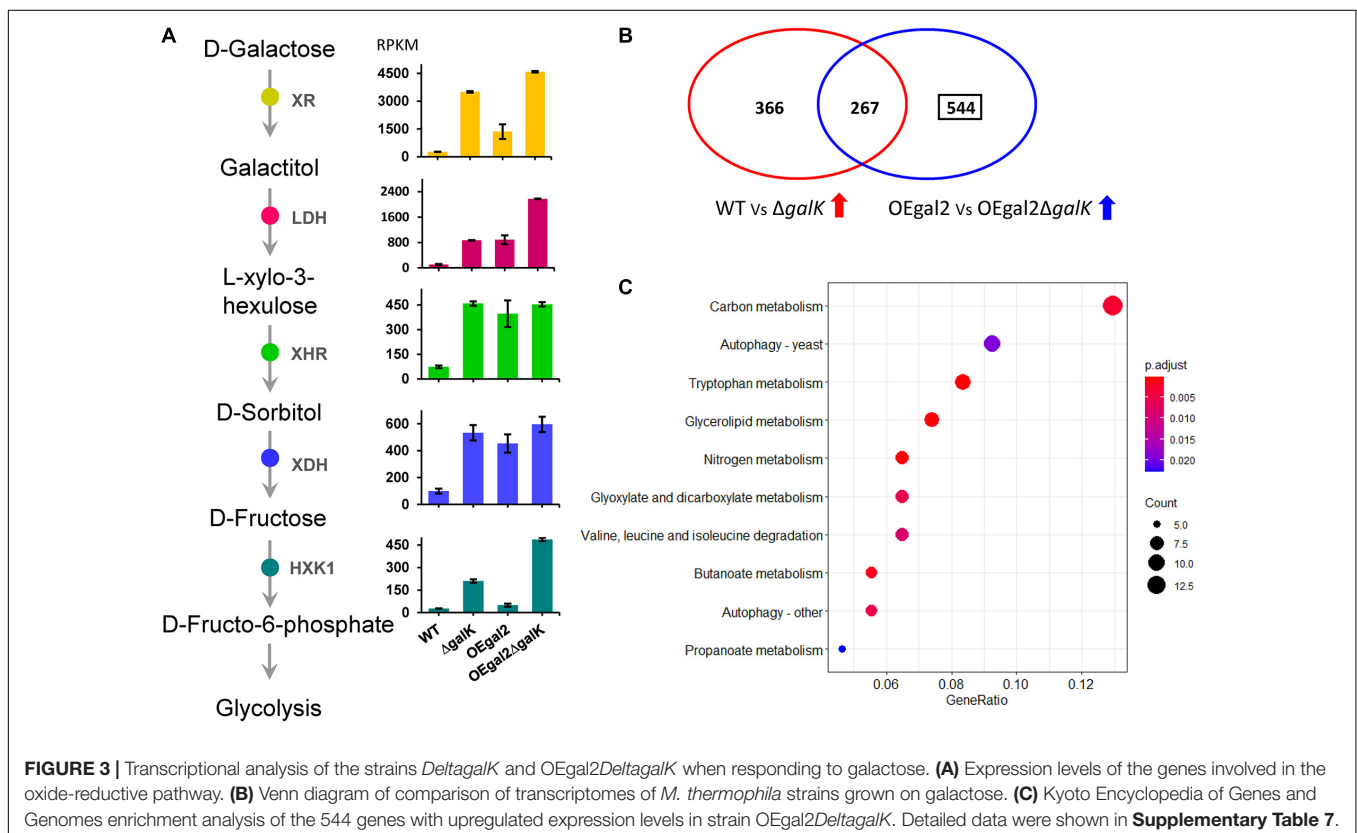 A
D-Galactose
XR
Galactitol
LDH
L-xylo-3-
hexulose
XHR
D-Sorbitol
XDH
D-Fructose
HXK1
D-Fructo-6-phosphate
Glycolysis
RPKM
4500
3000
1500
0
2400
1600
800
0
450
300
150
0
600
400
200
0
450
300
150
0
WT
ΔgalK
OEgal2
OEgal2ΔgalK
B
366
267
544
WT Vs ΔgalK
OEgal2 Vs OEgal2ΔgalK
C
Carbon metabolism
Autophagy - yeast
Tryptophan metabolism
Glycerolipid metabolism
Nitrogen metabolism
Glyoxylate and dicarboxylate metabolism
Valine, leucine and isoleucine degradation
Butanoate metabolism
Autophagy - other
Propanoate metabolism
0.06 0.08 0.10 0.12
GeneRatio
p.adjust
0.005
0.010
0.015
0.020
Count
5.0
7.5
10.0
12.5
FIGURE 3 | Transcriptional analysis of the strains DeltagalK and OEgal2DeltagalK when responding to galactose. (A) Expression levels of the genes involved in the
oxide-reductive pathway. (B) Venn diagram of comparison of transcriptomes of M. thermophila strains grown on galactose. (C) Kyoto Encyclopedia of Genes and
Genomes enrichment analysis of the 544 genes with upregulated expression levels in strain OEgal2DeltagalK. Detailed data were shown in Supplementary Table 7.